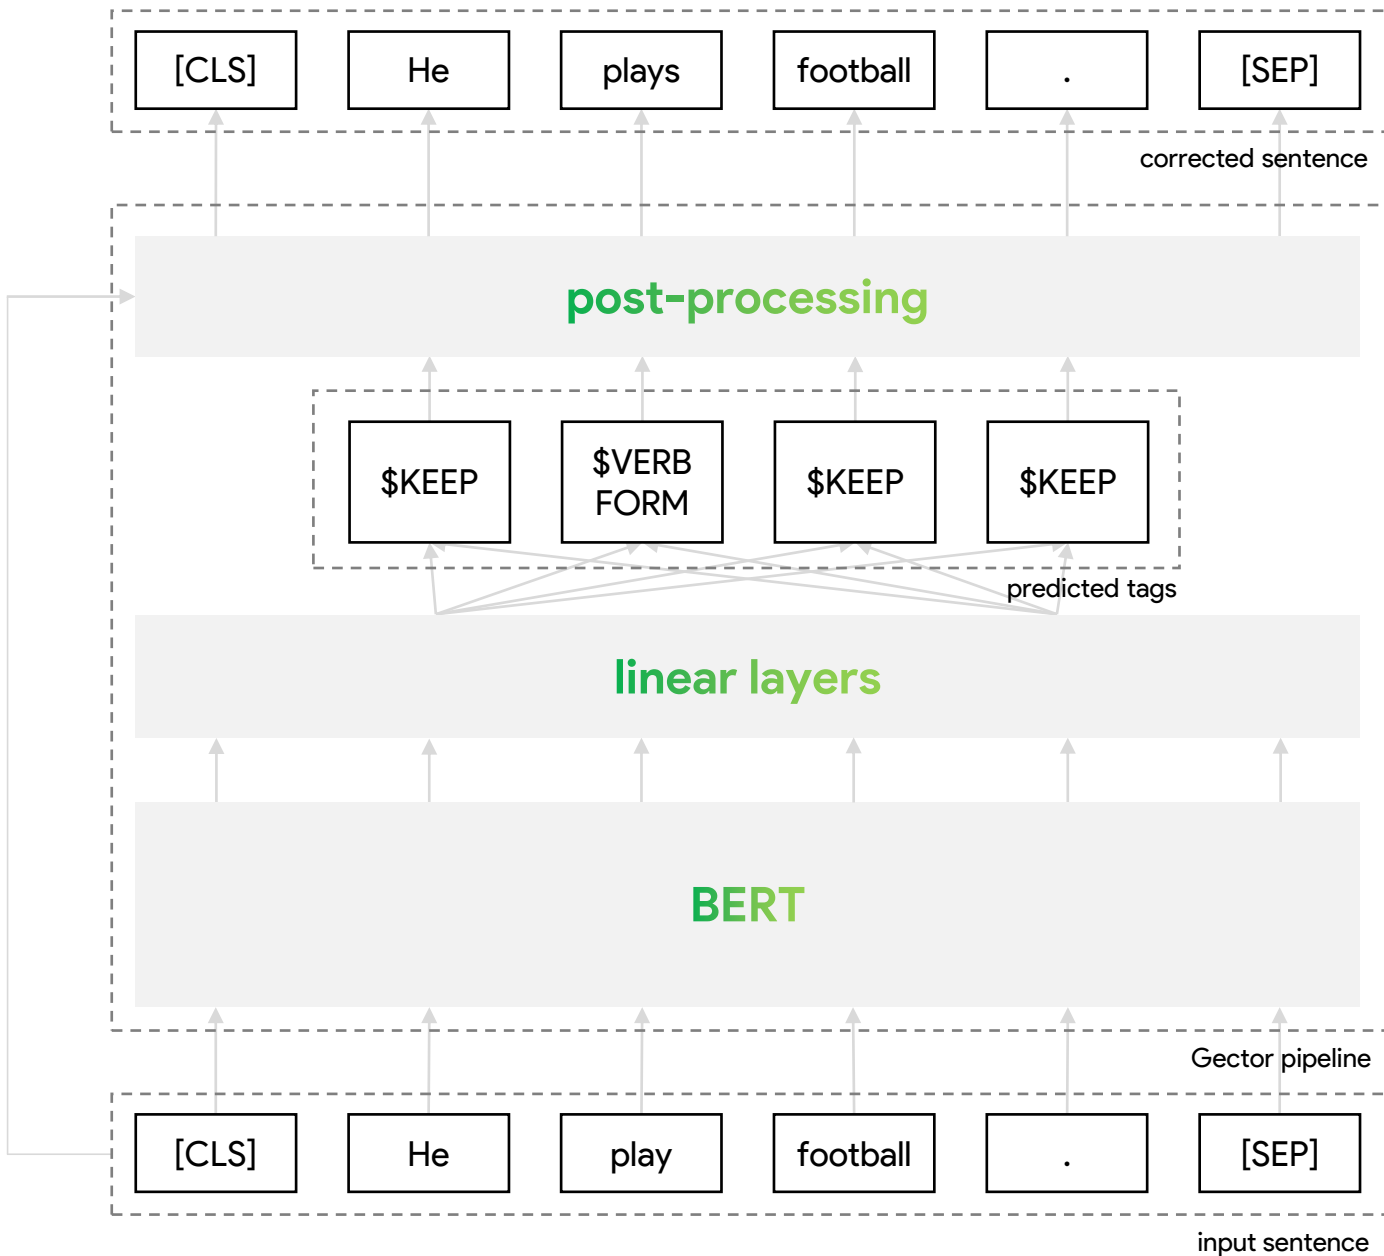 [CLS] He plays football . [SEP]
corrected sentence
post-processing
$KEEP $VERB FORM $KEEP $KEEP
predicted tags
linear layers
BERT
Gector pipeline
[CLS] He play football . [SEP]
input sentence